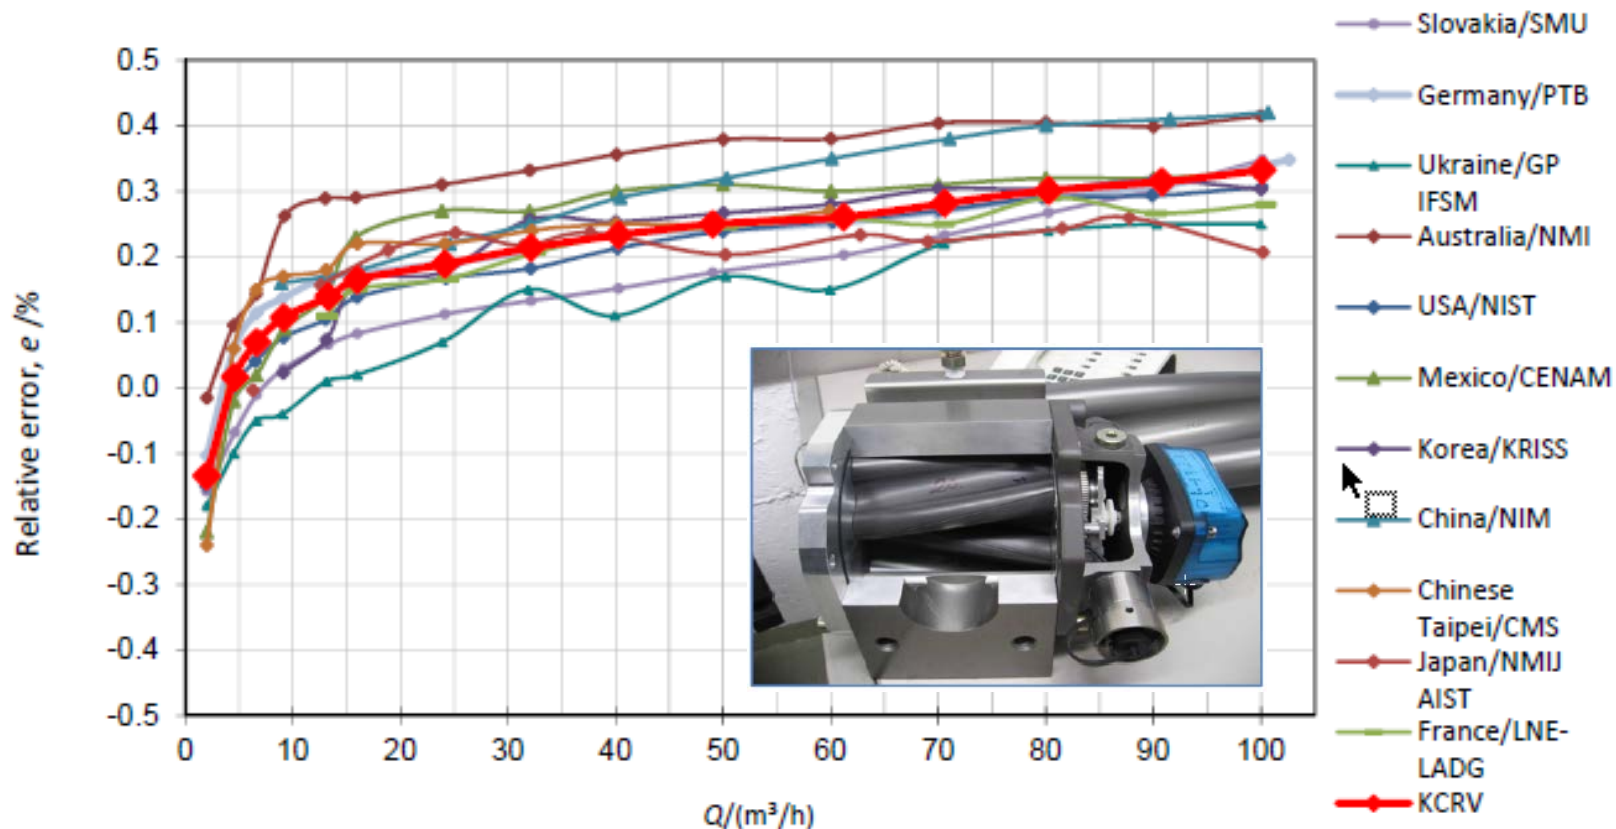 Slovakia/SMU
Germany/PTB
Ukraine/GP
IFSM
Australia/NMI
USA/NIST
Mexico/CENAM
Korea/KRISS
China/NIM
Chinese
Taipei/CMS
Japan/NMIJ
AIST
France/LNE-
LADG
KCRV
Relative error, e /%
0.5
0.4
0.3
0.2
0.1
0.0
-0.1
-0.2
-0.3
-0.4
-0.5
0 10 20 30 40 50 60 70 80 90 100
Q/(m³/h)